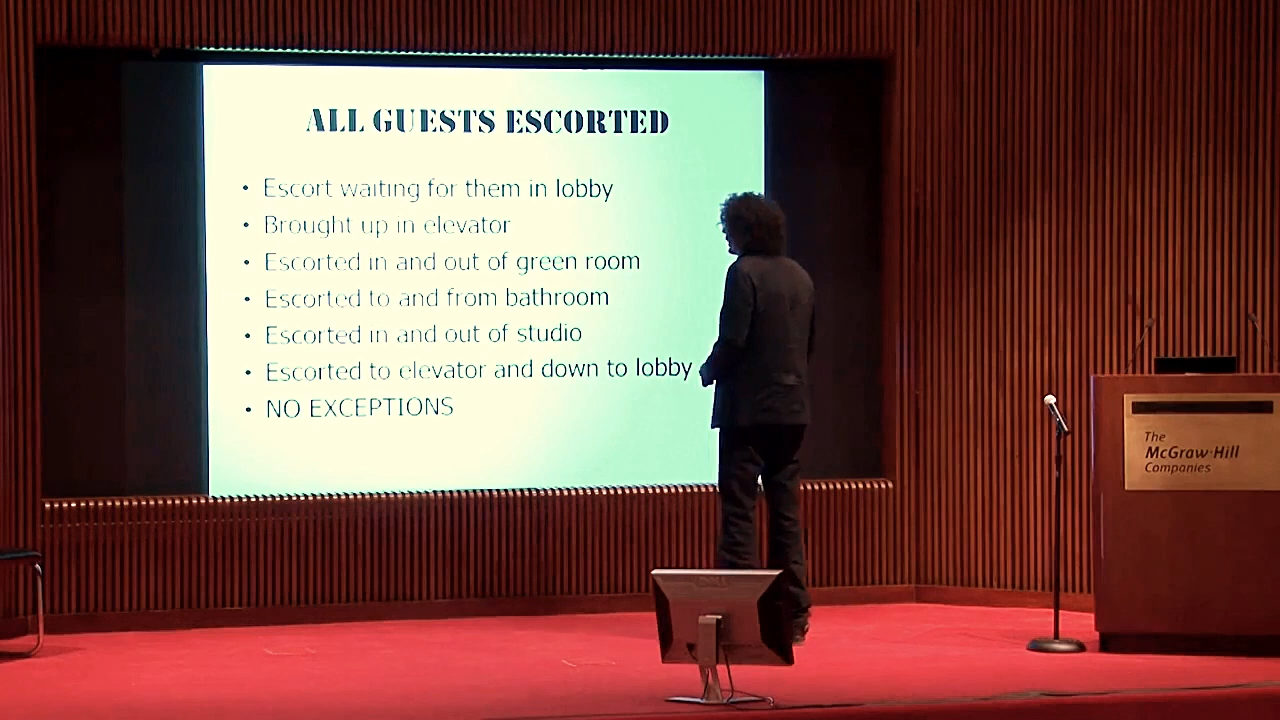 ALL GUESTS ESCORTED
• Escort waiting for them in lobby
• Brought up in elevator
• Escorted in and out of green room
• Escorted to and from bathroom
• Escorted in and out of studio
• Escorted to elevator and down to lobby
• NO EXCEPTIONS
The
McGraw·Hill
Companies
DELL